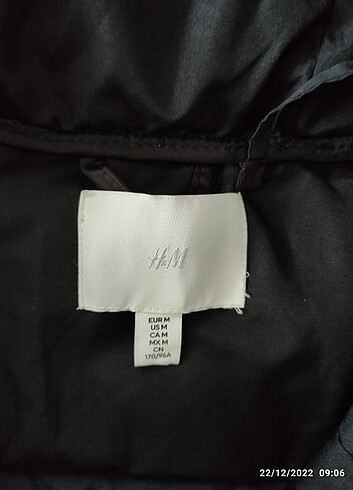 H&M
EUR M
US M
CA M
MX M
CN
170/96A
22/12/2022 09:06